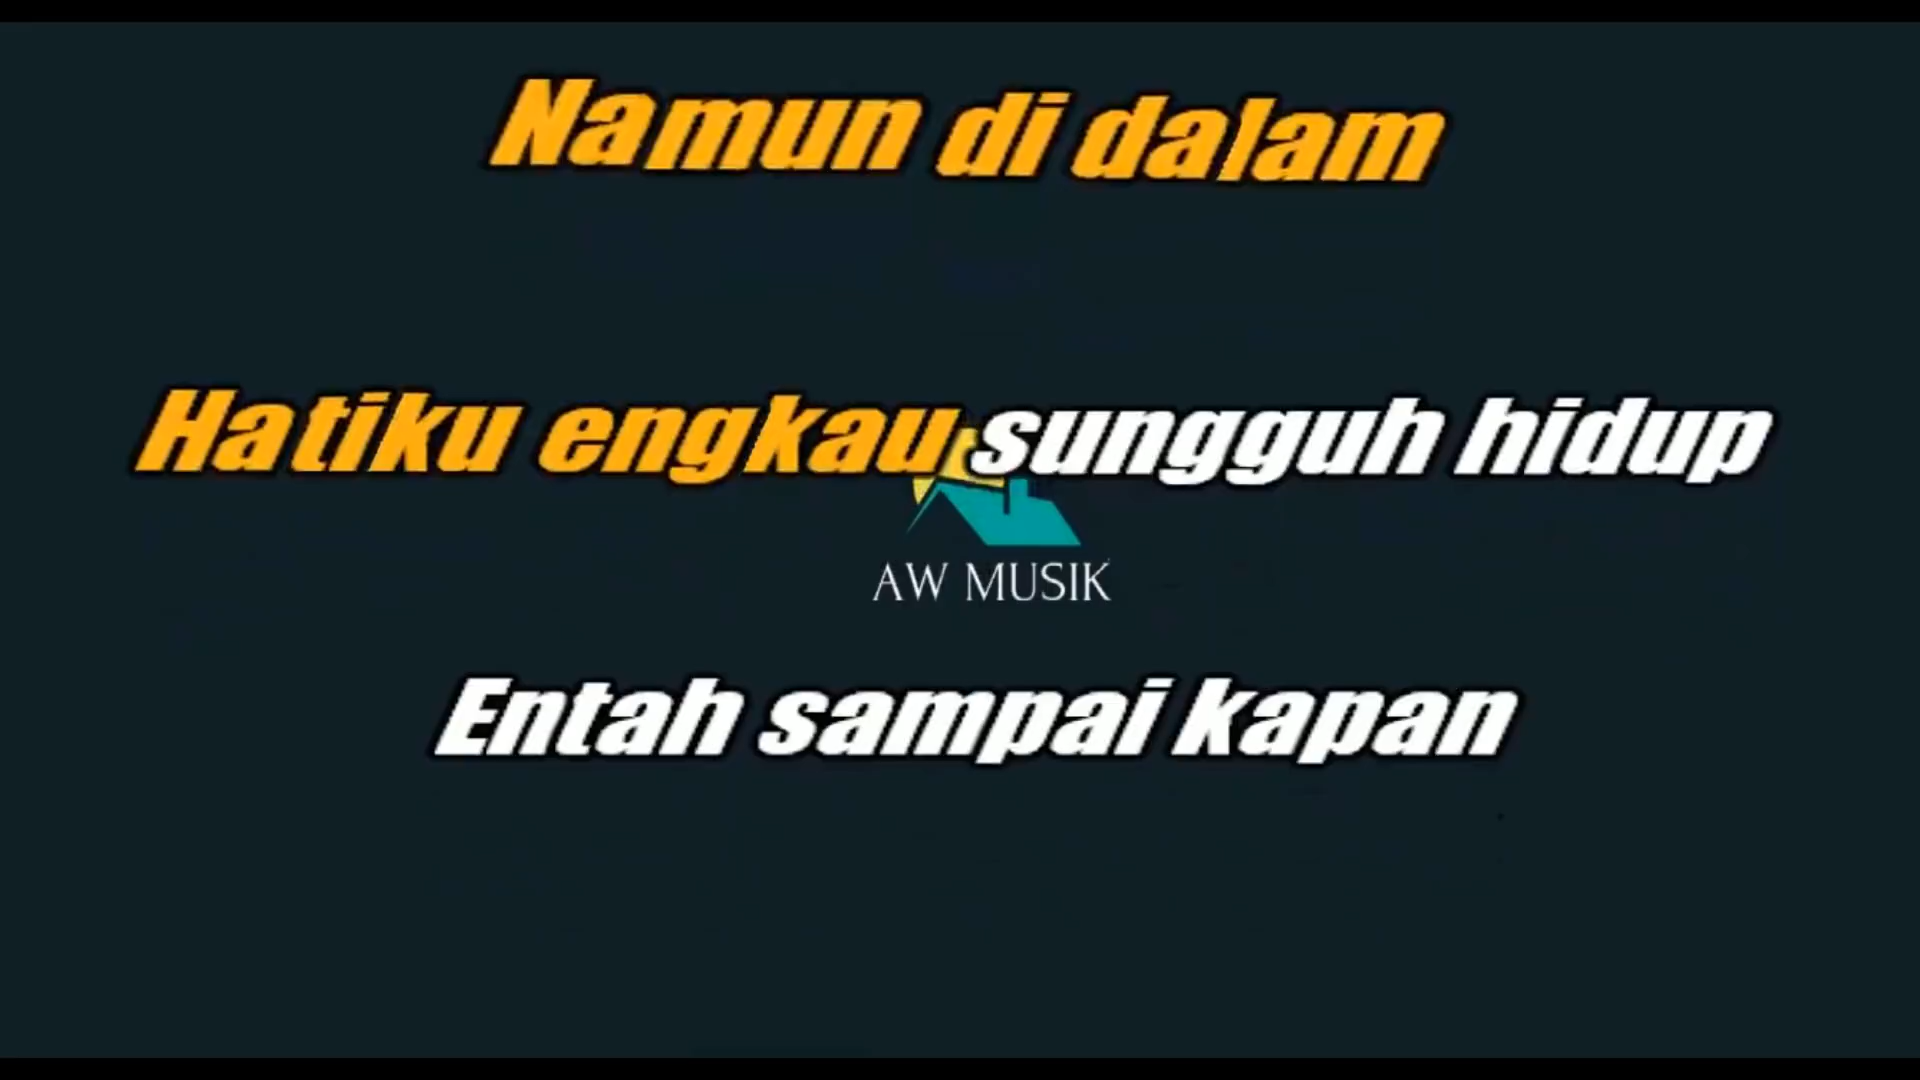 Namun di dalam
Hatiku engkau sungguh hidup
AW MUSIK
Entah sampai kapan